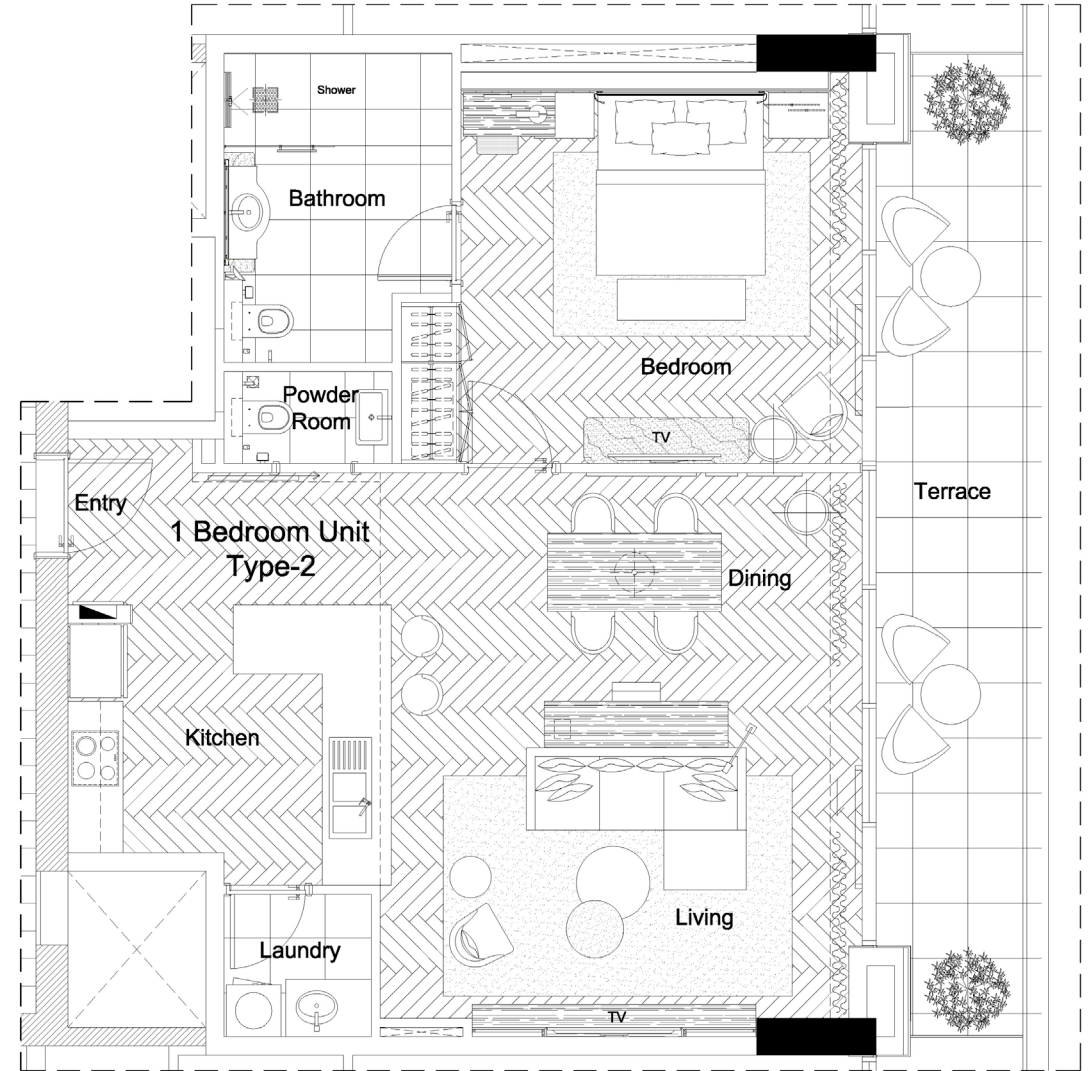 Shower
Bathroom
Bedroom
Powder
Room
TV
Entry
Terrace
1 Bedroom Unit
Type-2
Dining
Kitchen
Living
Laundry
TV